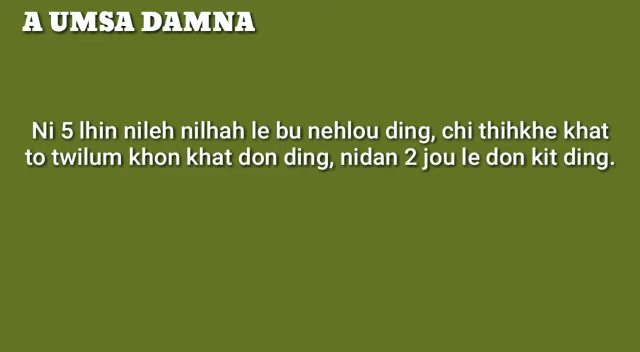 A UMSA DAMNA
Ni 5 lhin nileh nilhah le bu nehlou ding, chi thihkhe khat
to twilum khon khat don ding, nidan 2 jou le don kit ding.